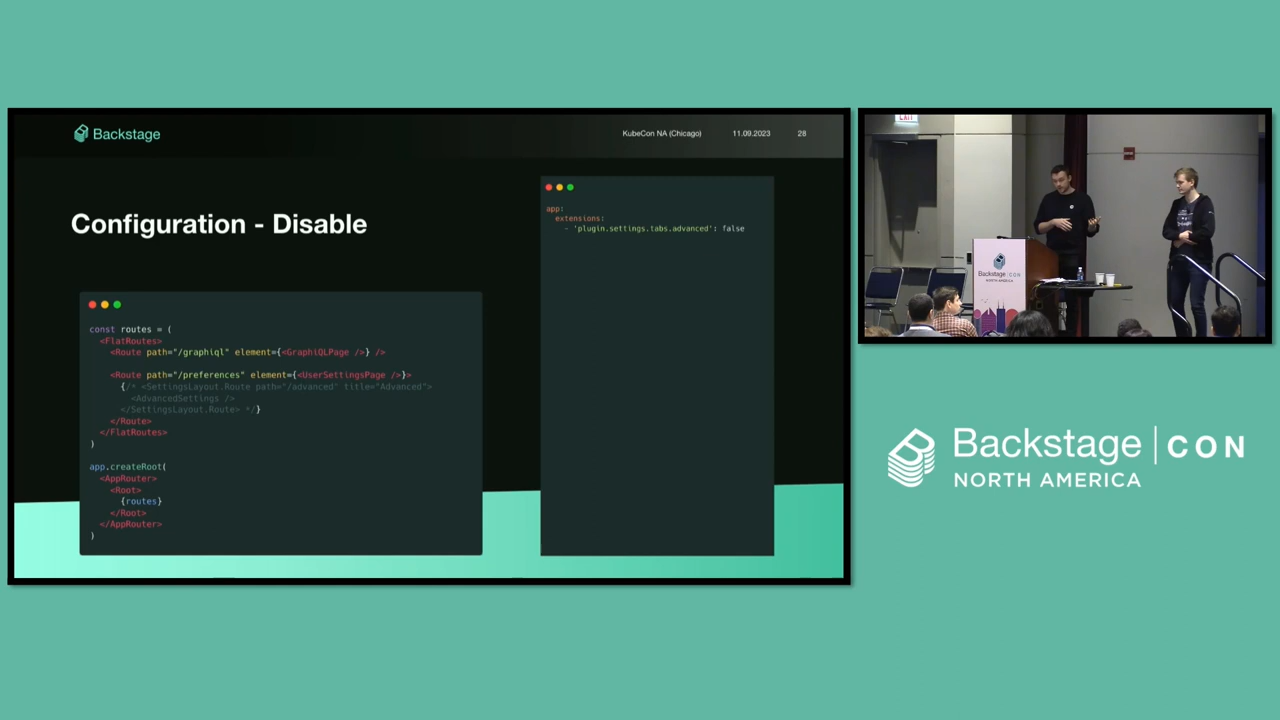 Backstage
KubeCon NA (Chicago) 11.09.2023 28
Configuration - Disable
const routes = (
<FlatRoutes>
<Route path="/graphiql" element={<GraphiQLPage />} />
<Route path="/preferences" element={<UserSettingsPage />}>
{/* <SettingsLayout.Route path="/advanced" title="Advanced">
<AdvancedSettings />
</SettingsLayout.Route> */}
</Route>
</FlatRoutes>
)
app.createRoot(
<AppRouter>
<Root>
{routes}
</Root>
</AppRouter>
)
app:
extensions:
- 'plugin.settings.tabs.advanced': false
EXIT
Backstage CON
NORTH AMERICA
Backstage | CON
NORTH AMERICA